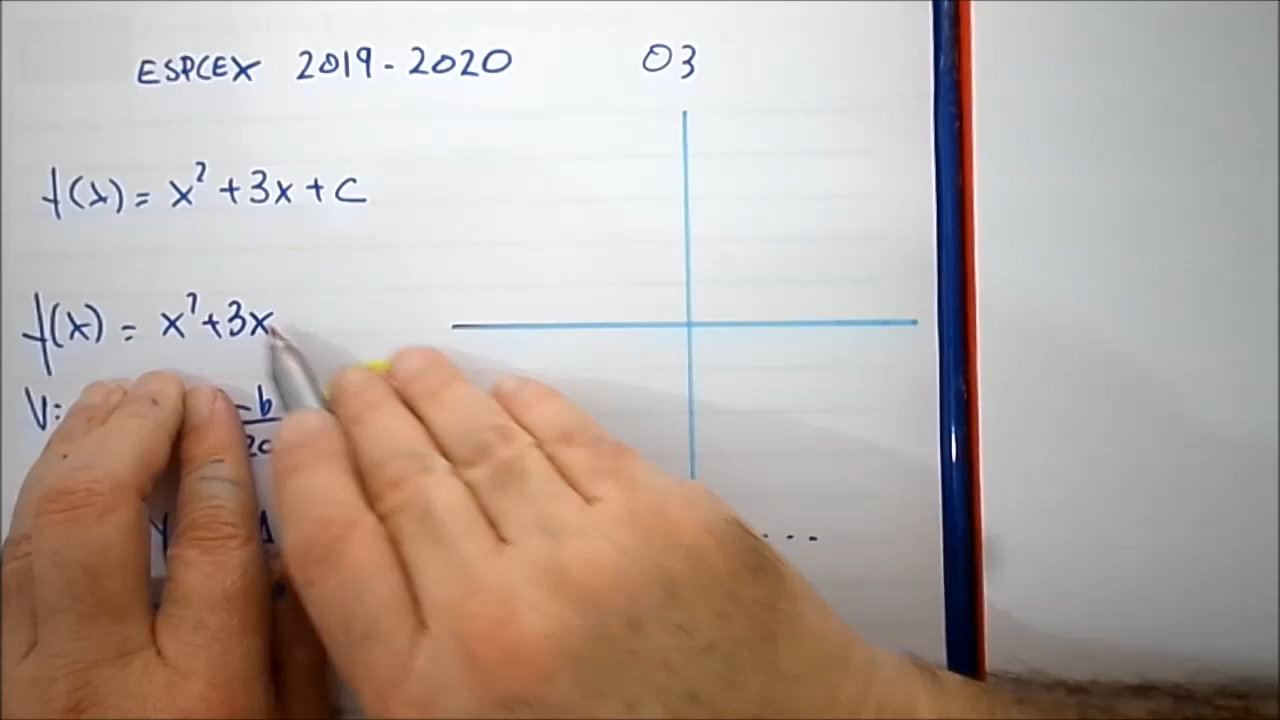 ESPCEX 2019-2020 03
f(x) = x² + 3x + c
f(x) = x² + 3x
V:
-b